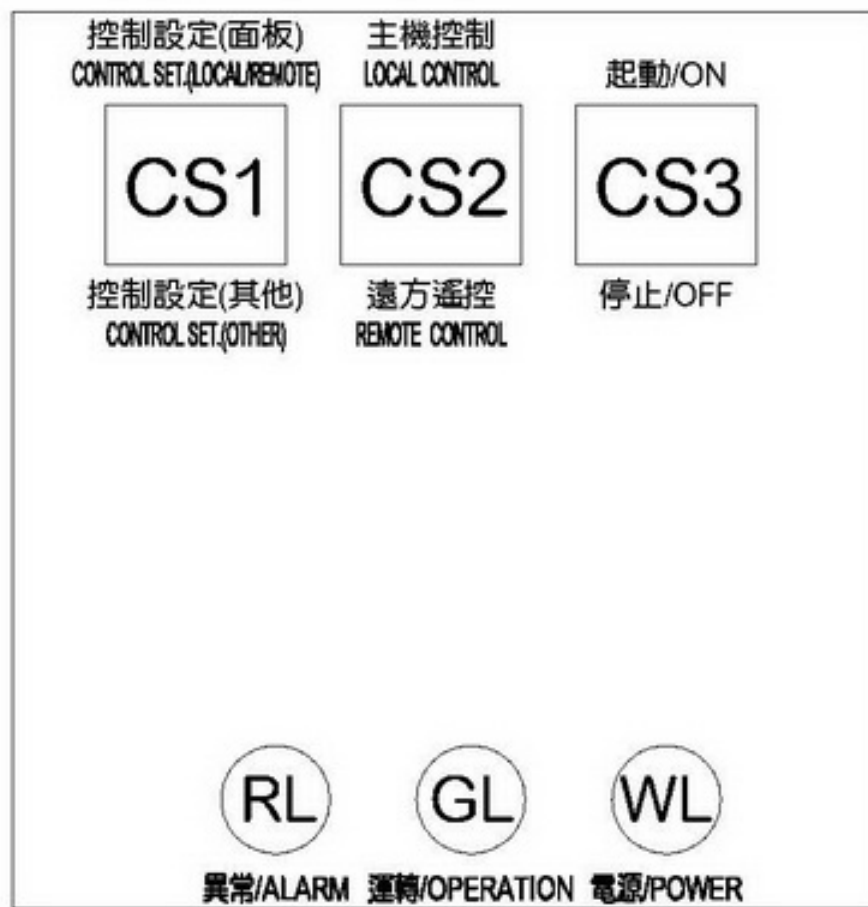 控制設定(面板) 主機控制
CONTROL SET.(LOCAL/REMOTE) LOCAL CONTROL 起動/ON
CS1 CS2 CS3
控制設定(其他) 遠方遙控 停止/OFF
CONTROL SET.(OTHER) REMOTE CONTROL
RL GL WL
異常/ALARM 運轉/OPERATION 電源/POWER